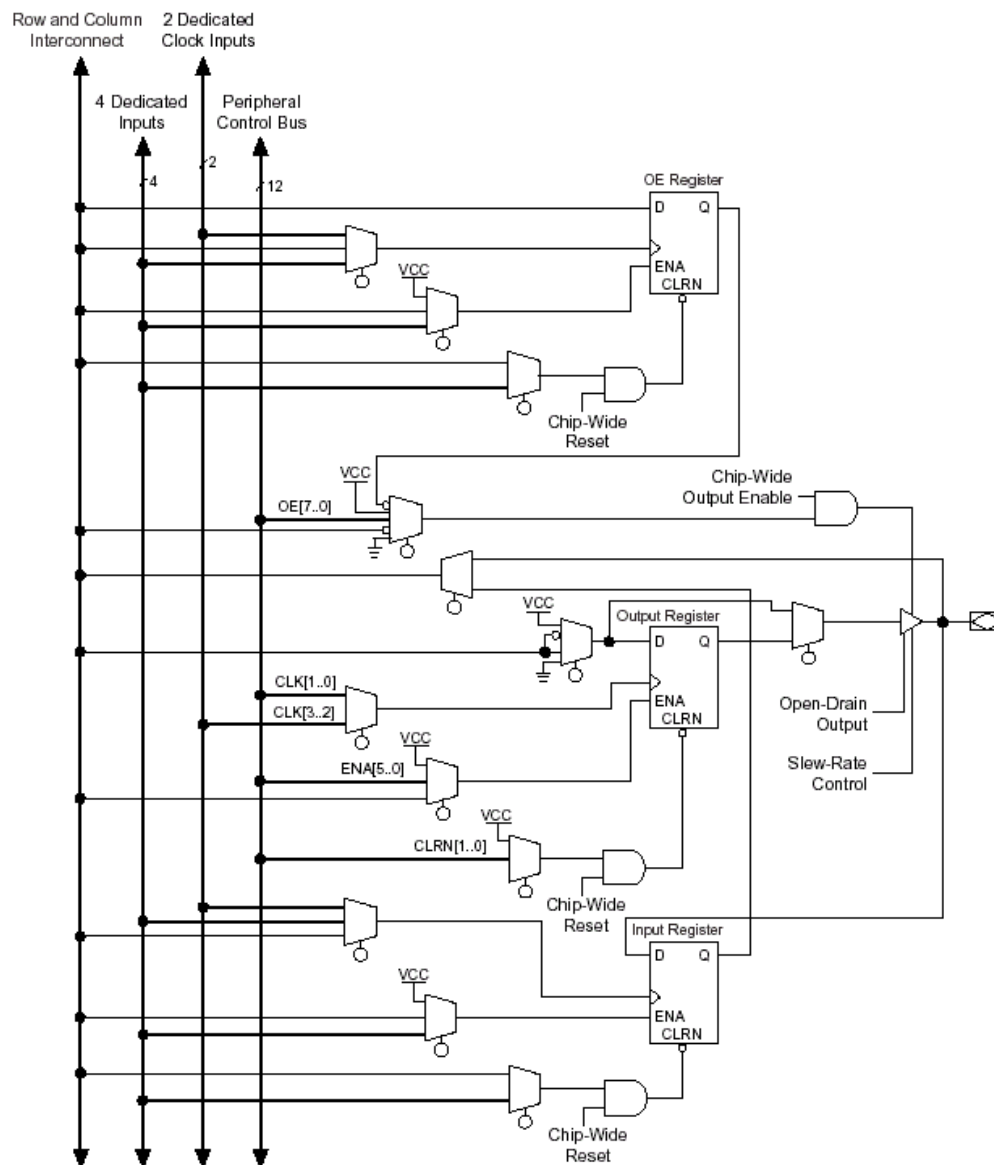 Row and Column
Interconnect
2 Dedicated
Clock Inputs
4 Dedicated
Inputs
Peripheral
Control Bus
2
4
12
OE Register
D Q
ENA
CLRN
VCC
Chip-Wide
Reset
VCC
OE[7..0]
Chip-Wide
Output Enable
VCC
Output Register
D Q
ENA
CLRN
CLK[1..0]
CLK[3..2]
Open-Drain
Output
VCC
ENA[5..0]
Slew-Rate
Control
VCC
CLRN[1..0]
Chip-Wide
Reset
Input Register
D Q
ENA
CLRN
VCC
Chip-Wide
Reset